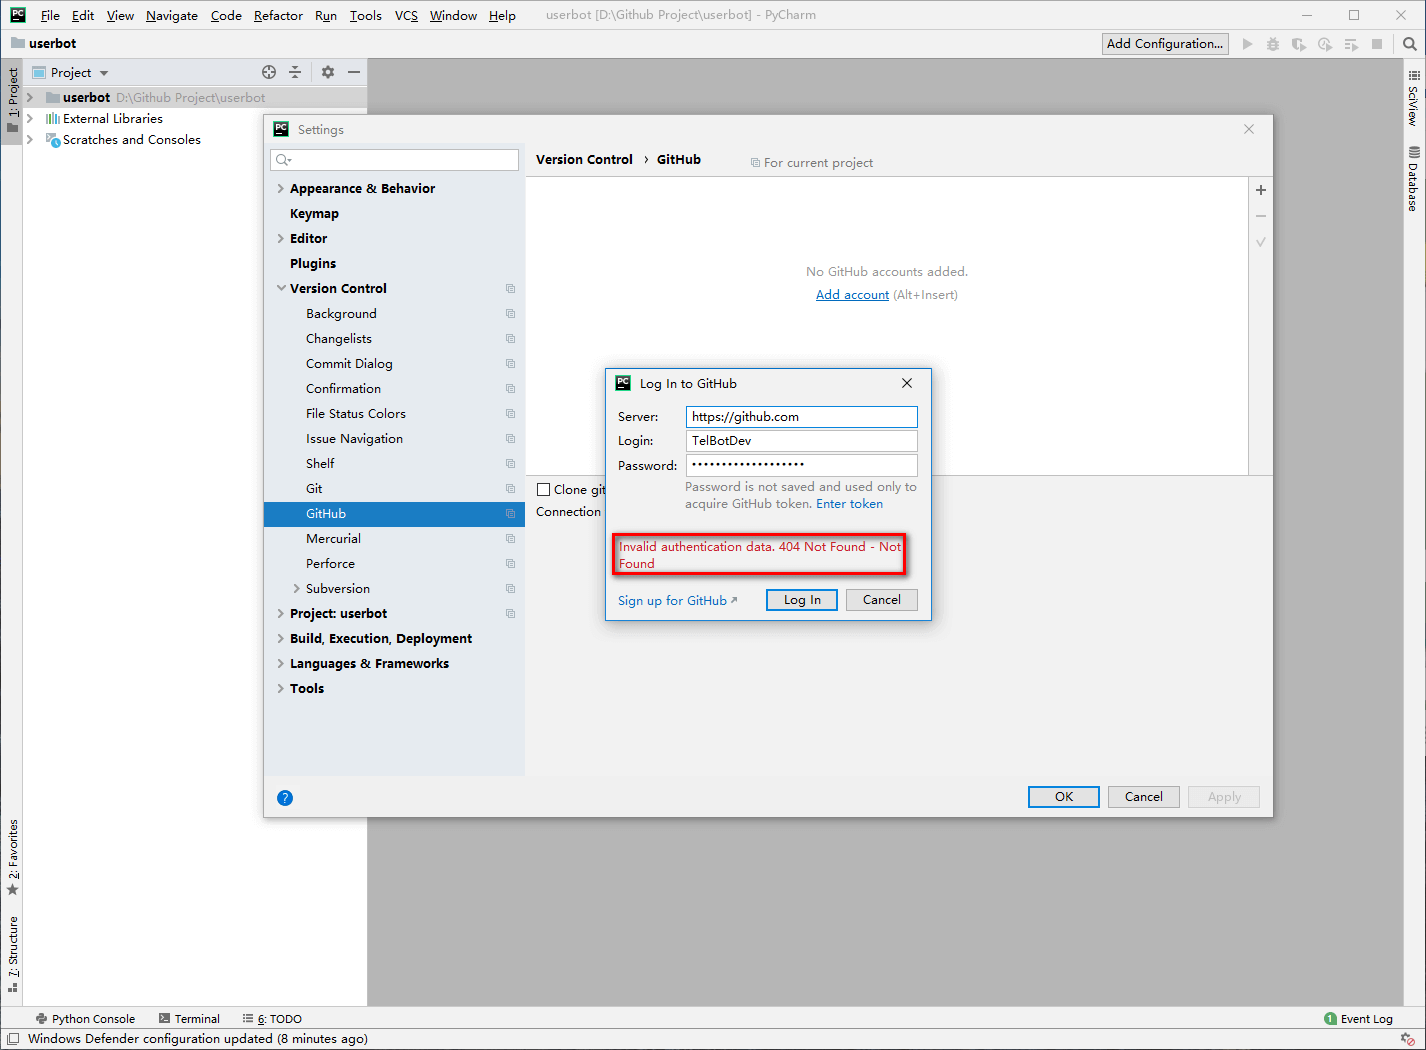 PC File Edit View Navigate Code Refactor Run Tools VCS Window Help userbot [D:\Github Project\userbot] - PyCharm
userbot
Add Configuration...
1: Project
Project
userbot D:\Github Project\userbot
External Libraries
Scratches and Consoles
PC Settings
Appearance & Behavior
Keymap
Editor
Plugins
Version Control
Background
Changelists
Commit Dialog
Confirmation
File Status Colors
Issue Navigation
Shelf
Git
GitHub
Mercurial
Perforce
Subversion
Project: userbot
Build, Execution, Deployment
Languages & Frameworks
Tools
?
Version Control › GitHub For current project
No GitHub accounts added.
Add account (Alt+Insert)
Clone git
Connection
PC Log In to GitHub
Server: https://github.com
Login: TelBotDev
Password: •••••••••••••••••••
Password is not saved and used only to
acquire GitHub token. Enter token
Invalid authentication data. 404 Not Found - Not
Found
Sign up for GitHub Log In Cancel
OK Cancel Apply
SciView
Database
2: Favorites
7: Structure
Python Console Terminal 6: TODO 1 Event Log
Windows Defender configuration updated (8 minutes ago)